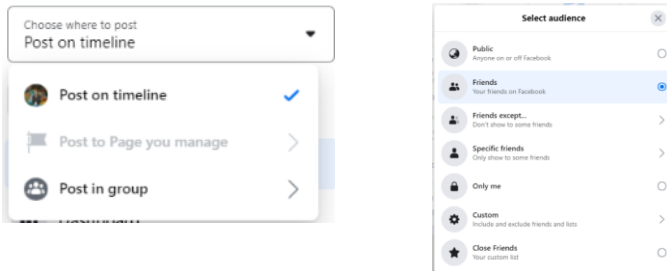 Choose where to post
Post on timeline
Post on timeline
Post to Page you manage
Post in group
Select audience
Public
Anyone on or off Facebook
Friends
Your friends on Facebook
Friends except...
Don't show to some friends
Specific friends
Only show to some friends
Only me
Custom
Include and exclude friends and lists
Close Friends
Your custom list